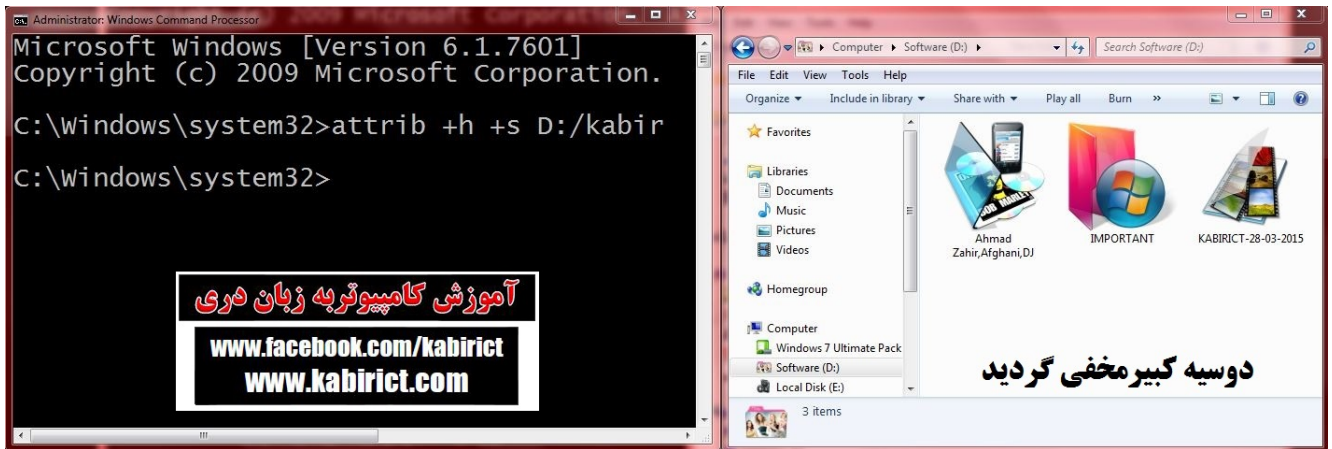 Administrator: Windows Command Processor
Microsoft Windows [Version 6.1.7601]
Copyright (c) 2009 Microsoft Corporation.
C:\Windows\system32>attrib +h +s D:/kabir
C:\Windows\system32>
آموزش کامپیوتر به زبان دری
www.facebook.com/kabirict
www.kabirict.com
Computer Software (D:)
Search Software (D:)
File Edit View Tools Help
Organize Include in library Share with Play all Burn »
Favorites
Libraries
Documents
Music
Pictures
Videos
Homegroup
Computer
Windows 7 Ultimate Pack
Software (D:)
Local Disk (E:)
Ahmad
Zahir,Afghani,DJ
IMPORTANT
KABIRICT-28-03-2015
دوسیه کبیر مخفی گردید
3 items